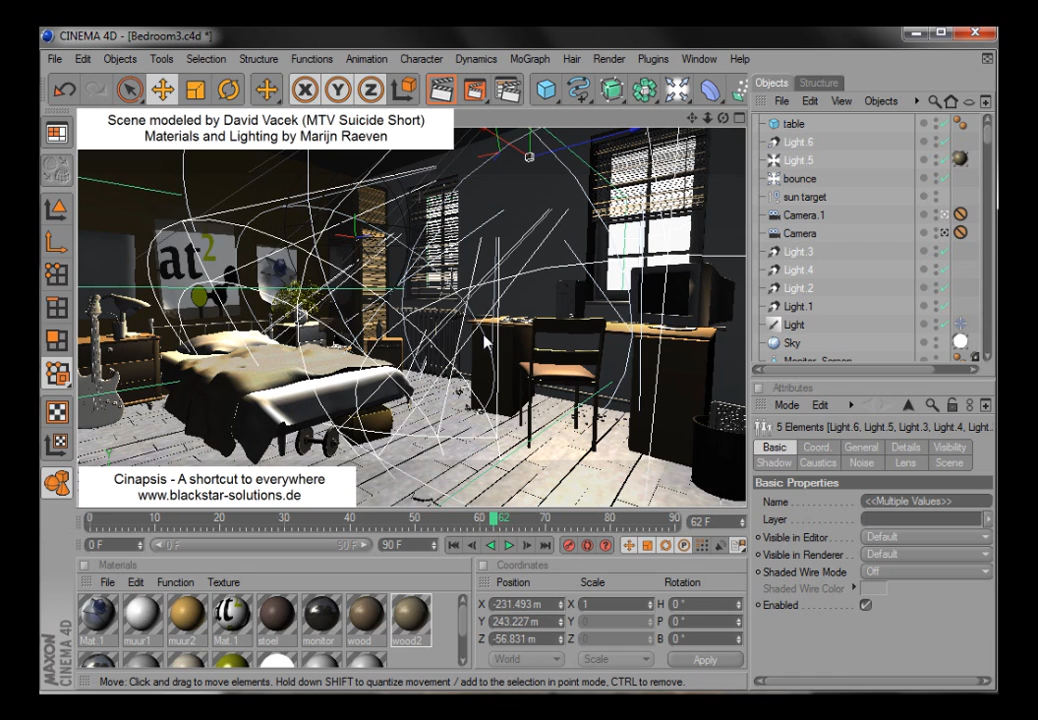 CINEMA 4D - [Bedroom3.c4d *]
File Edit Objects Tools Selection Structure Functions Animation Character Dynamics MoGraph Hair Render Plugins Window Help
Objects Structure
File Edit View Objects
Scene modeled by David Vacek (MTV Suicide Short)
Materials and Lighting by Marijn Raeven
table
Light.6
Light.5
bounce
sun target
Camera.1
Camera
Light.3
Light.4
Light.2
Light.1
Light
Sky
Monitor_Screen
at2
Cinapsis - A shortcut to everywhere
www.blackstar-solutions.de
0 10 20 30 40 50 60 62 70 80 90 62 F
0 F 0 F 90 F 90 F
Attributes
Mode Edit
5 Elements [Light.6, Light.5, Light.3, Light.4, Light..
Basic Coord. General Details Visibility
Shadow Caustics Noise Lens Scene
Basic Properties
Name <<Multiple Values>>
Layer
Visible in Editor Default
Visible in Renderer Default
Shaded Wire Mode Off
Shaded Wire Color
Enabled
Materials
File Edit Function Texture
Mat.1 muur1 muur2 Mat.1 stoel monitor wood wood2
Coordinates
Position Scale Rotation
X -231.493 m X 1 H 0 °
Y 243.227 m Y 0 P 0 °
Z -56.831 m Z 0 B 0 °
World Scale Apply
MAXON
CINEMA 4D
Move: Click and drag to move elements. Hold down SHIFT to quantize movement / add to the selection in point mode, CTRL to remove.